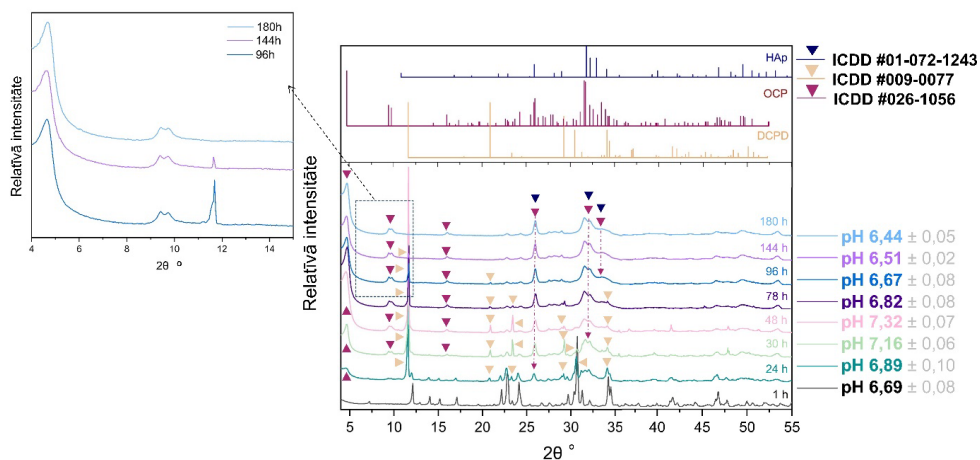 180h
144h
96h
Relatīvā intensitāte
4 6 8 10 12 14
2θ °
HAp
OCP
DCPD
ICDD #01-072-1243
ICDD #009-0077
ICDD #026-1056
Relatīvā intensitāte
180 h
144 h
96 h
78 h
48 h
30 h
24 h
1 h
pH 6,44 ± 0,05
pH 6,51 ± 0,02
pH 6,67 ± 0,08
pH 6,82 ± 0,08
pH 7,32 ± 0,07
pH 7,16 ± 0,06
pH 6,89 ± 0,10
pH 6,69 ± 0,08
5 10 15 20 25 30 35 40 45 50 55
2θ °